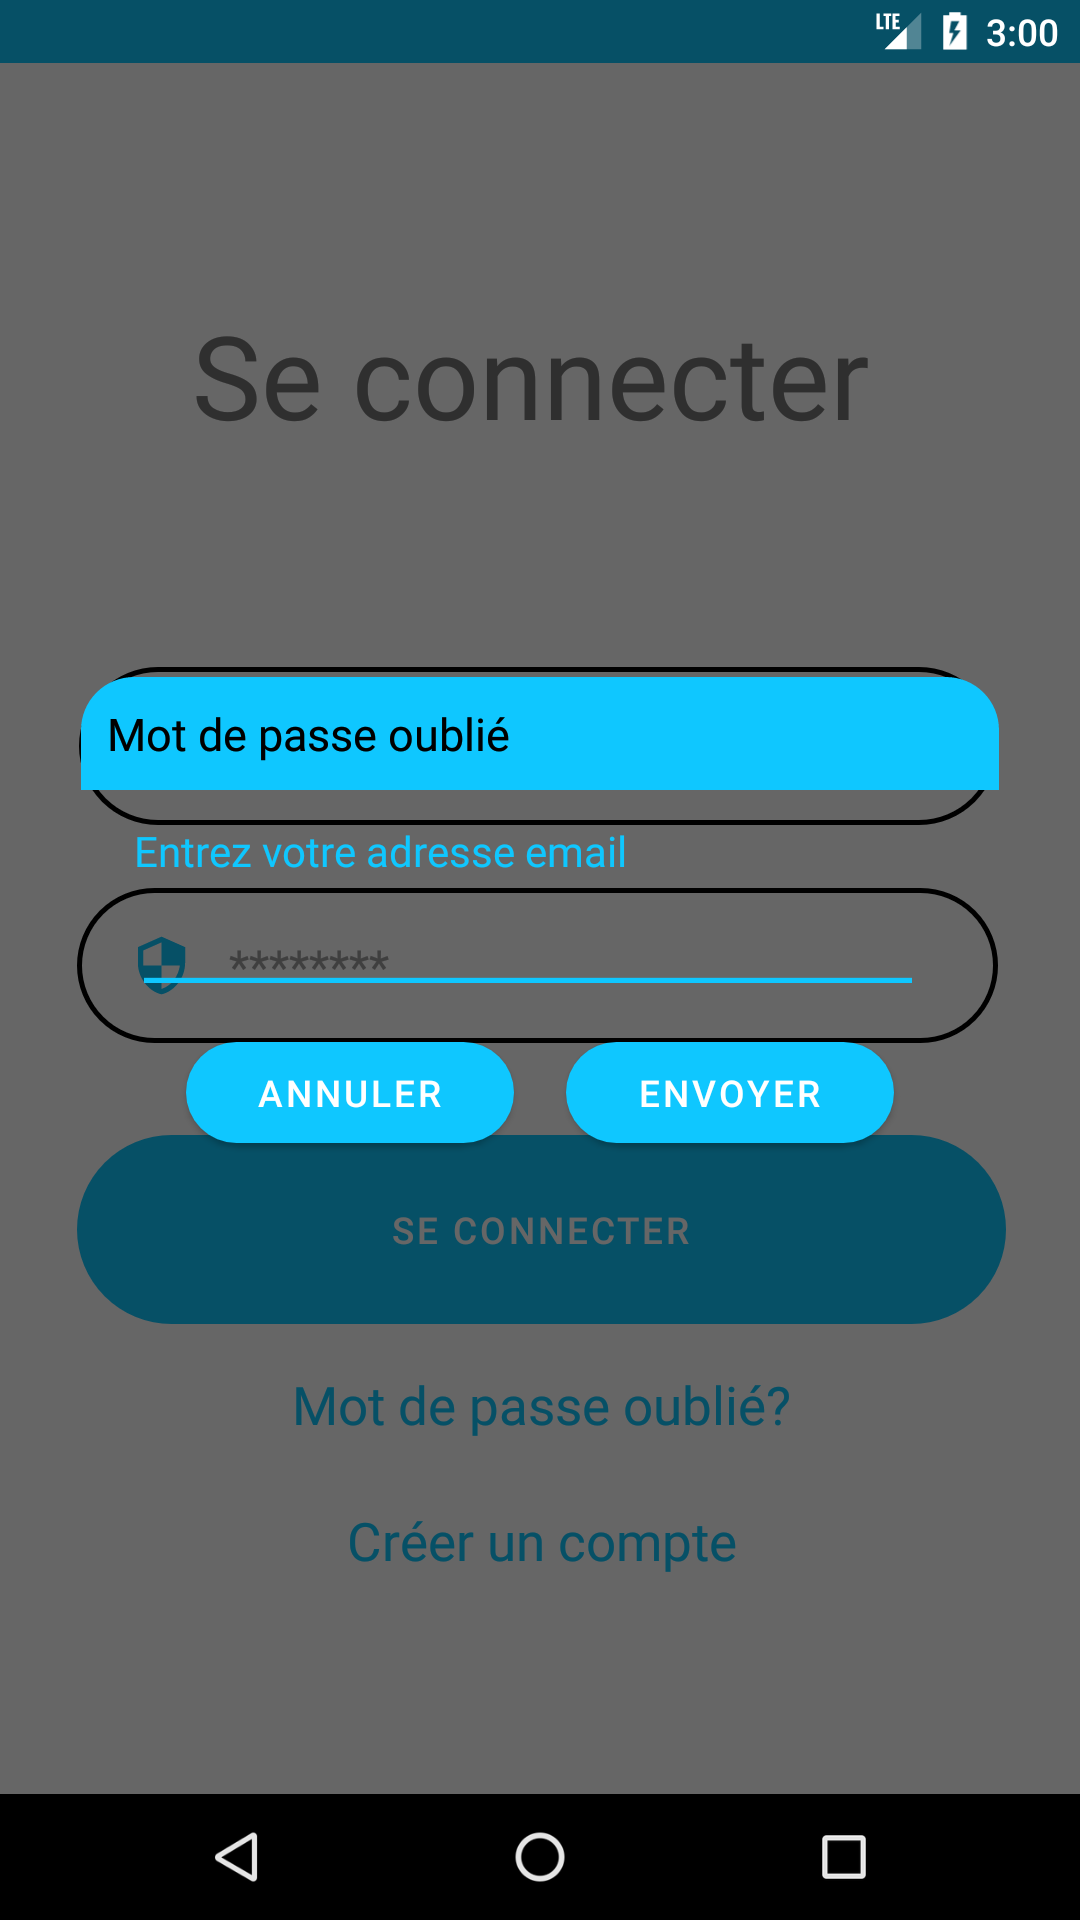 LTE 3:00
Se connecter
Mot de passe oublié
Entrez votre adresse email
********
ANNULER ENVOYER
SE CONNECTER
Mot de passe oublié?
Créer un compte